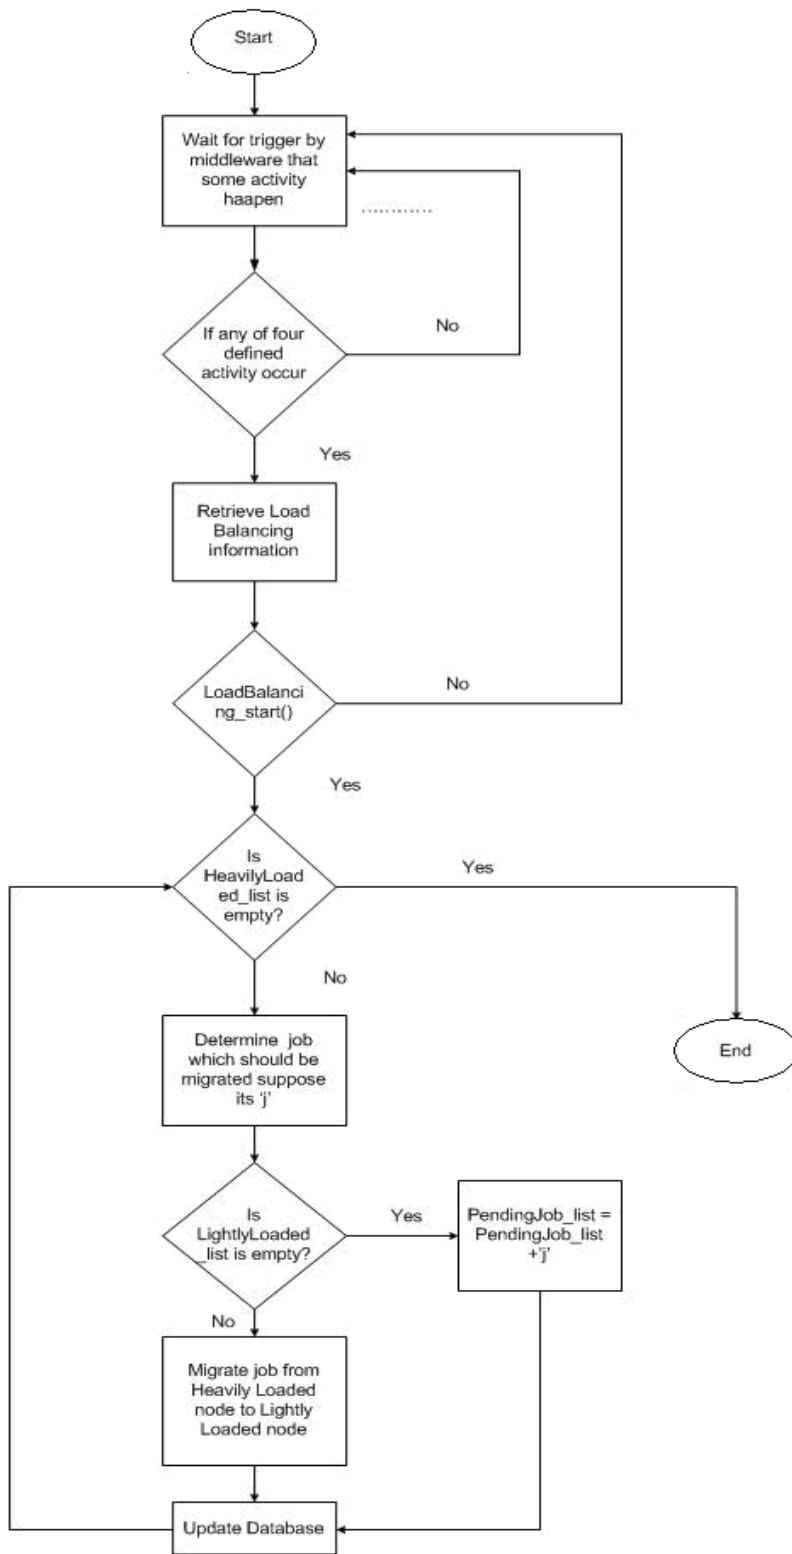 Start
Wait for trigger by
middleware that
some activity
haapen
............
If any of four
defined
activity occur
No
Yes
Retrieve Load
Balancing
information
LoadBalanci
ng_start()
No
Yes
Is
HeavilyLoad
ed_list is
empty?
Yes
No
Determine job
which should be
migrated suppose
its 'j'
End
Is
LightlyLoaded
_list is empty?
Yes
PendingJob_list =
PendingJob_list
+'j'
No
Migrate job from
Heavily Loaded
node to Lightly
Loaded node
Update Database